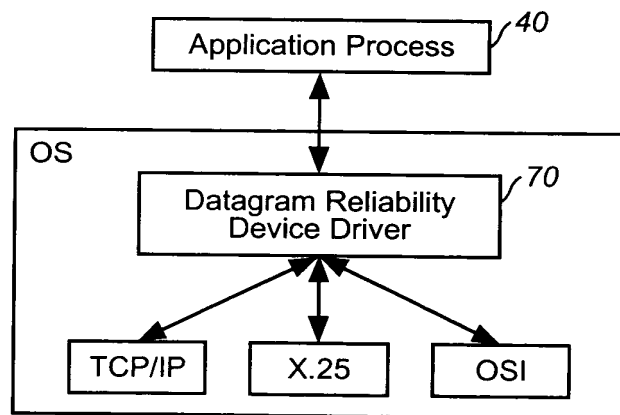 40
Application Process
OS
70
Datagram Reliability
Device Driver
TCP/IP
X.25
OSI